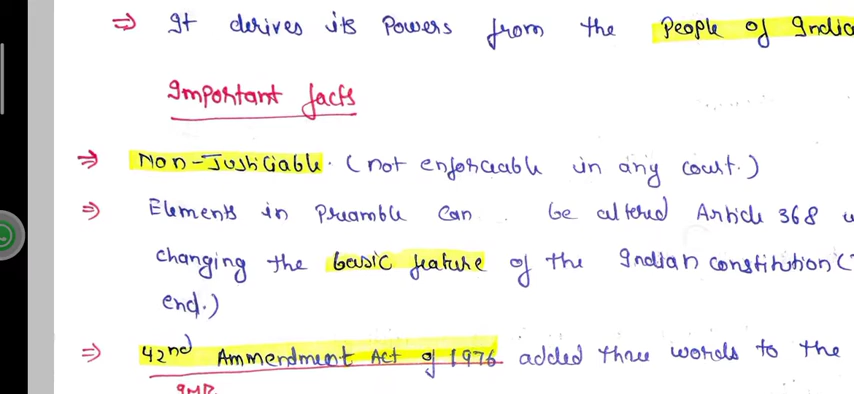 ⇒ It derives its Powers from the People of India
Important facts
⇒ Non-Justiciable. (not enforceable in any court.)
⇒ Elements in Preamble can be altered Article 368
changing the basic feature of the Indian constitution (
end.)
⇒ 42nd Ammerdment Act of 1976 added three words to the
IMP.